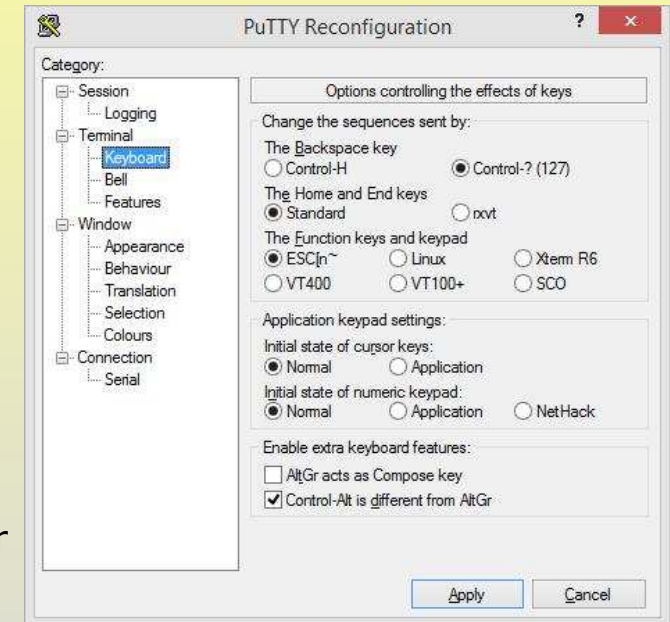 PuTTY Reconfiguration ?
Category:
Session
Logging
Terminal
Keyboard
Bell
Features
Window
Appearance
Behaviour
Translation
Selection
Colours
Connection
Serial
Options controlling the effects of keys
Change the sequences sent by:
The Backspace key
Control-H Control-? (127)
The Home and End keys
Standard rxvt
The Function keys and keypad
ESC[n~ Linux Xterm R6
VT400 VT100+ SCO
Application keypad settings:
Initial state of cursor keys:
Normal Application
Initial state of numeric keypad:
Normal Application NetHack
Enable extra keyboard features:
AltGr acts as Compose key
Control-Alt is different from AltGr
Apply Cancel